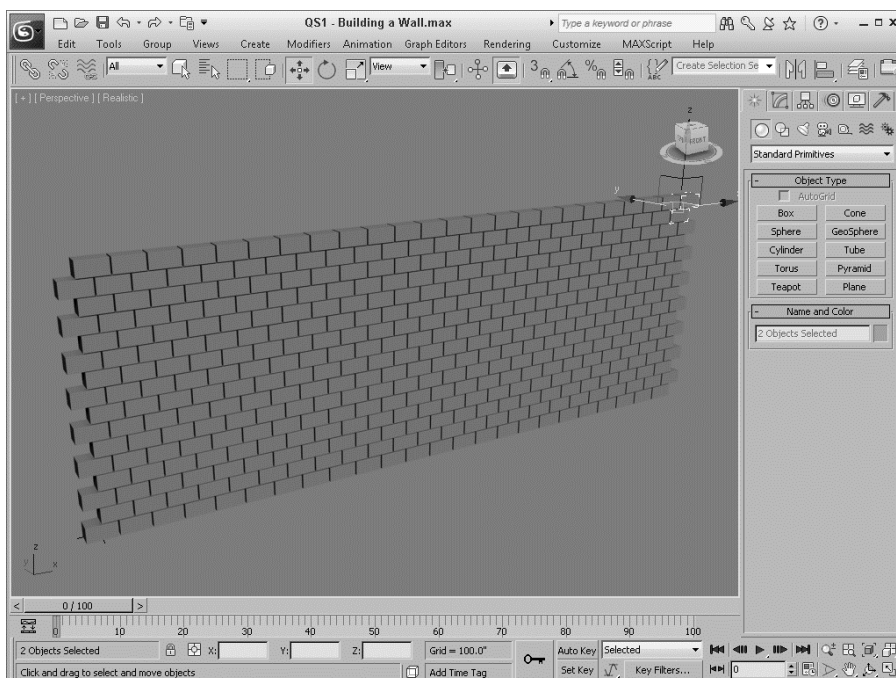 QS1 - Building a Wall.max
Type a keyword or phrase
Edit Tools Group Views Create Modifiers Animation Graph Editors Rendering Customize MAXScript Help
All
View
3
%
ABC
Create Selection Se
[ + ] [ Perspective ] [ Realistic ]
z
FRONT
y
Standard Primitives
- Object Type
AutoGrid
Box Cone
Sphere GeoSphere
Cylinder Tube
Torus Pyramid
Teapot Plane
- Name and Color
2 Objects Selected
z
y x
< 0 / 100 >
0 10 20 30 40 50 60 70 80 90 100
2 Objects Selected X: Y: Z: Grid = 100.0" Auto Key Selected
Click and drag to select and move objects Add Time Tag Set Key Key Filters... 0